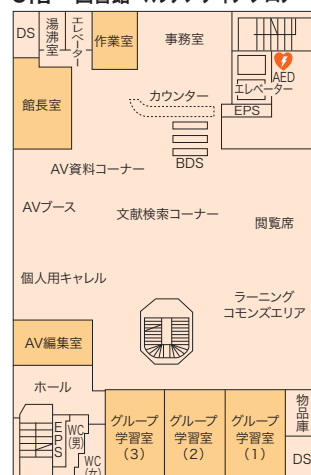 DS
湯沸室
エレベーター
作業室
事務室
AED
エレベーター
館長室
カウンター
EPS
BDS
AV資料コーナー
AVブース
文献検索コーナー
閲覧席
個人用キャレル
ラーニング
コモンズエリア
AV編集室
ホール
物品庫
グループ
学習室
(3)
グループ
学習室
(2)
グループ
学習室
(1)
EPS
WC
(男)
WC
(女)
DS